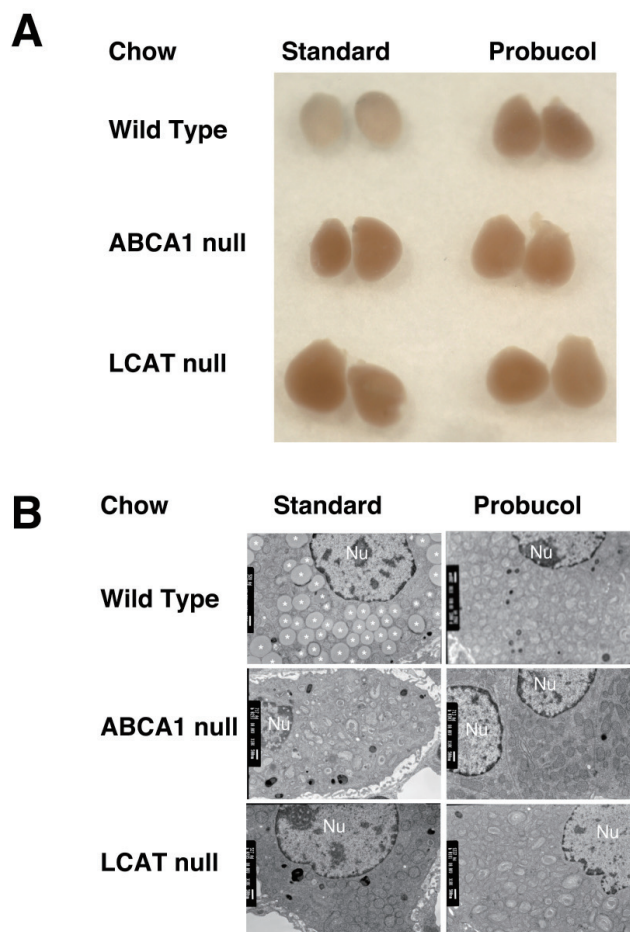 A
Chow Standard Probucol
Wild Type
ABCA1 null
LCAT null
B
Chow Standard Probucol
Wild Type
Nu Nu
ABCA1 null
Nu Nu Nu
LCAT null
Nu Nu